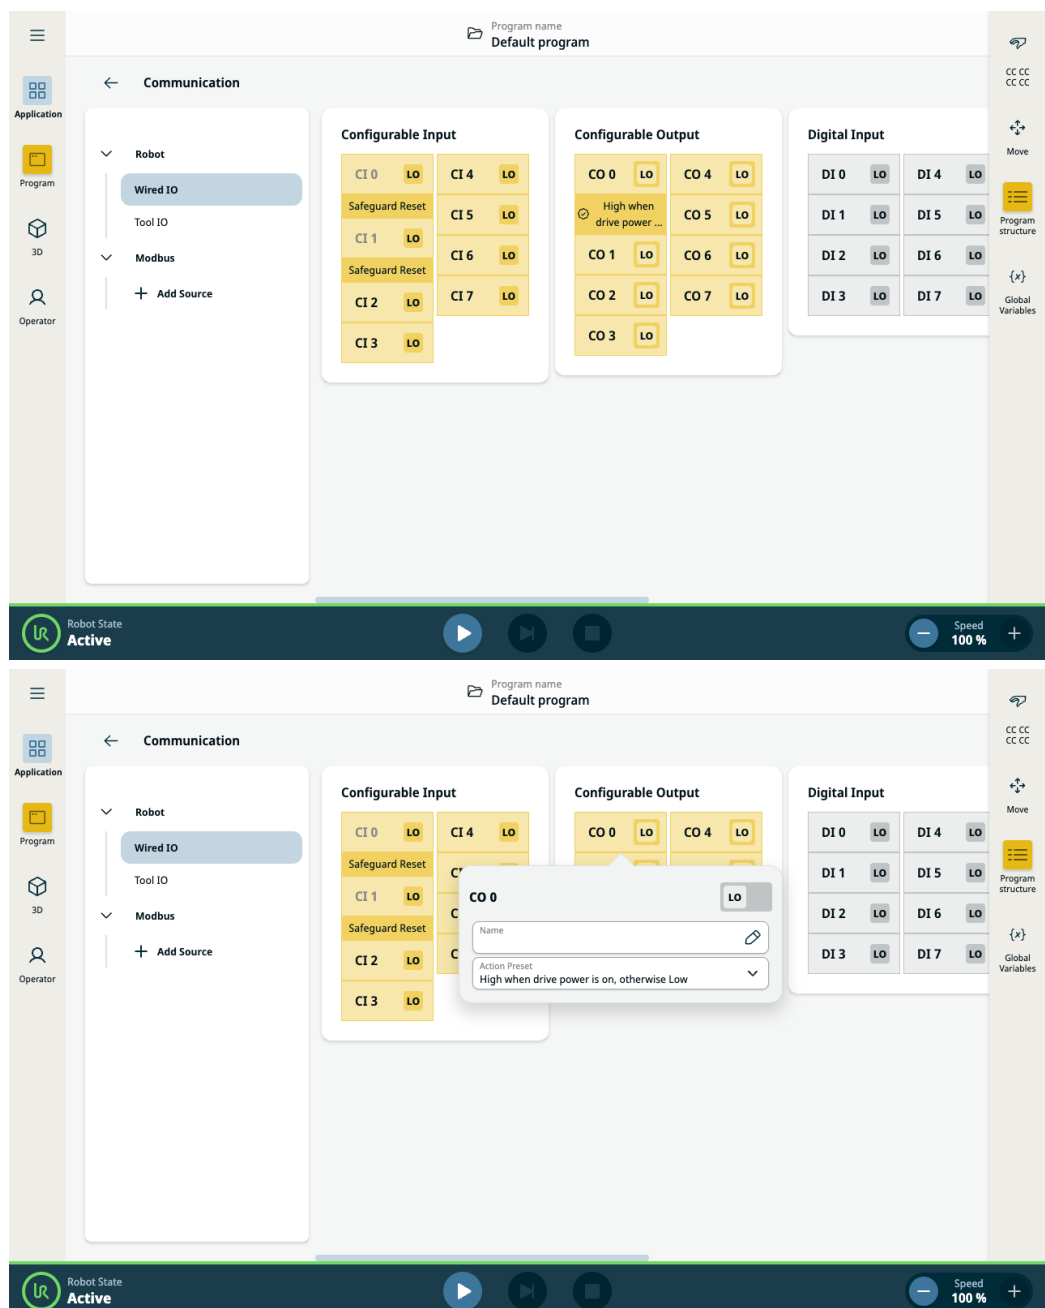 Program name
Default program
Application
Program
3D
Operator
Communication
Robot
Wired IO
Tool IO
Modbus
Add Source
Configurable Input
CI 0 LO CI 4 LO
Safeguard Reset
CI 5 LO
CI 1 LO
CI 6 LO
Safeguard Reset
CI 2 LO
CI 7 LO
CI 3 LO
Configurable Output
CO 0 LO CO 4 LO
High when
drive power ...
CO 5 LO
CO 1 LO CO 6 LO
CO 2 LO CO 7 LO
CO 3 LO
Digital Input
DI 0 LO DI 4 LO
DI 1 LO DI 5 LO
DI 2 LO DI 6 LO
DI 3 LO DI 7 LO
CC CC
CC CC
Move
Program
structure
{x}
Global
Variables
UR
Robot State
Active
Speed
100 %
Program name
Default program
Application
Program
3D
Operator
Communication
Robot
Wired IO
Tool IO
Modbus
Add Source
Configurable Input
CI 0 LO CI 4 LO
Safeguard Reset
CI 1 LO
Safeguard Reset
CI 2 LO
CI 3 LO
Configurable Output
CO 0 LO CO 4 LO
CO 0 LO
Name
Action Preset
High when drive power is on, otherwise Low
Digital Input
DI 0 LO DI 4 LO
DI 1 LO DI 5 LO
DI 2 LO DI 6 LO
DI 3 LO DI 7 LO
CC CC
CC CC
Move
Program
structure
{x}
Global
Variables
UR
Robot State
Active
Speed
100 %